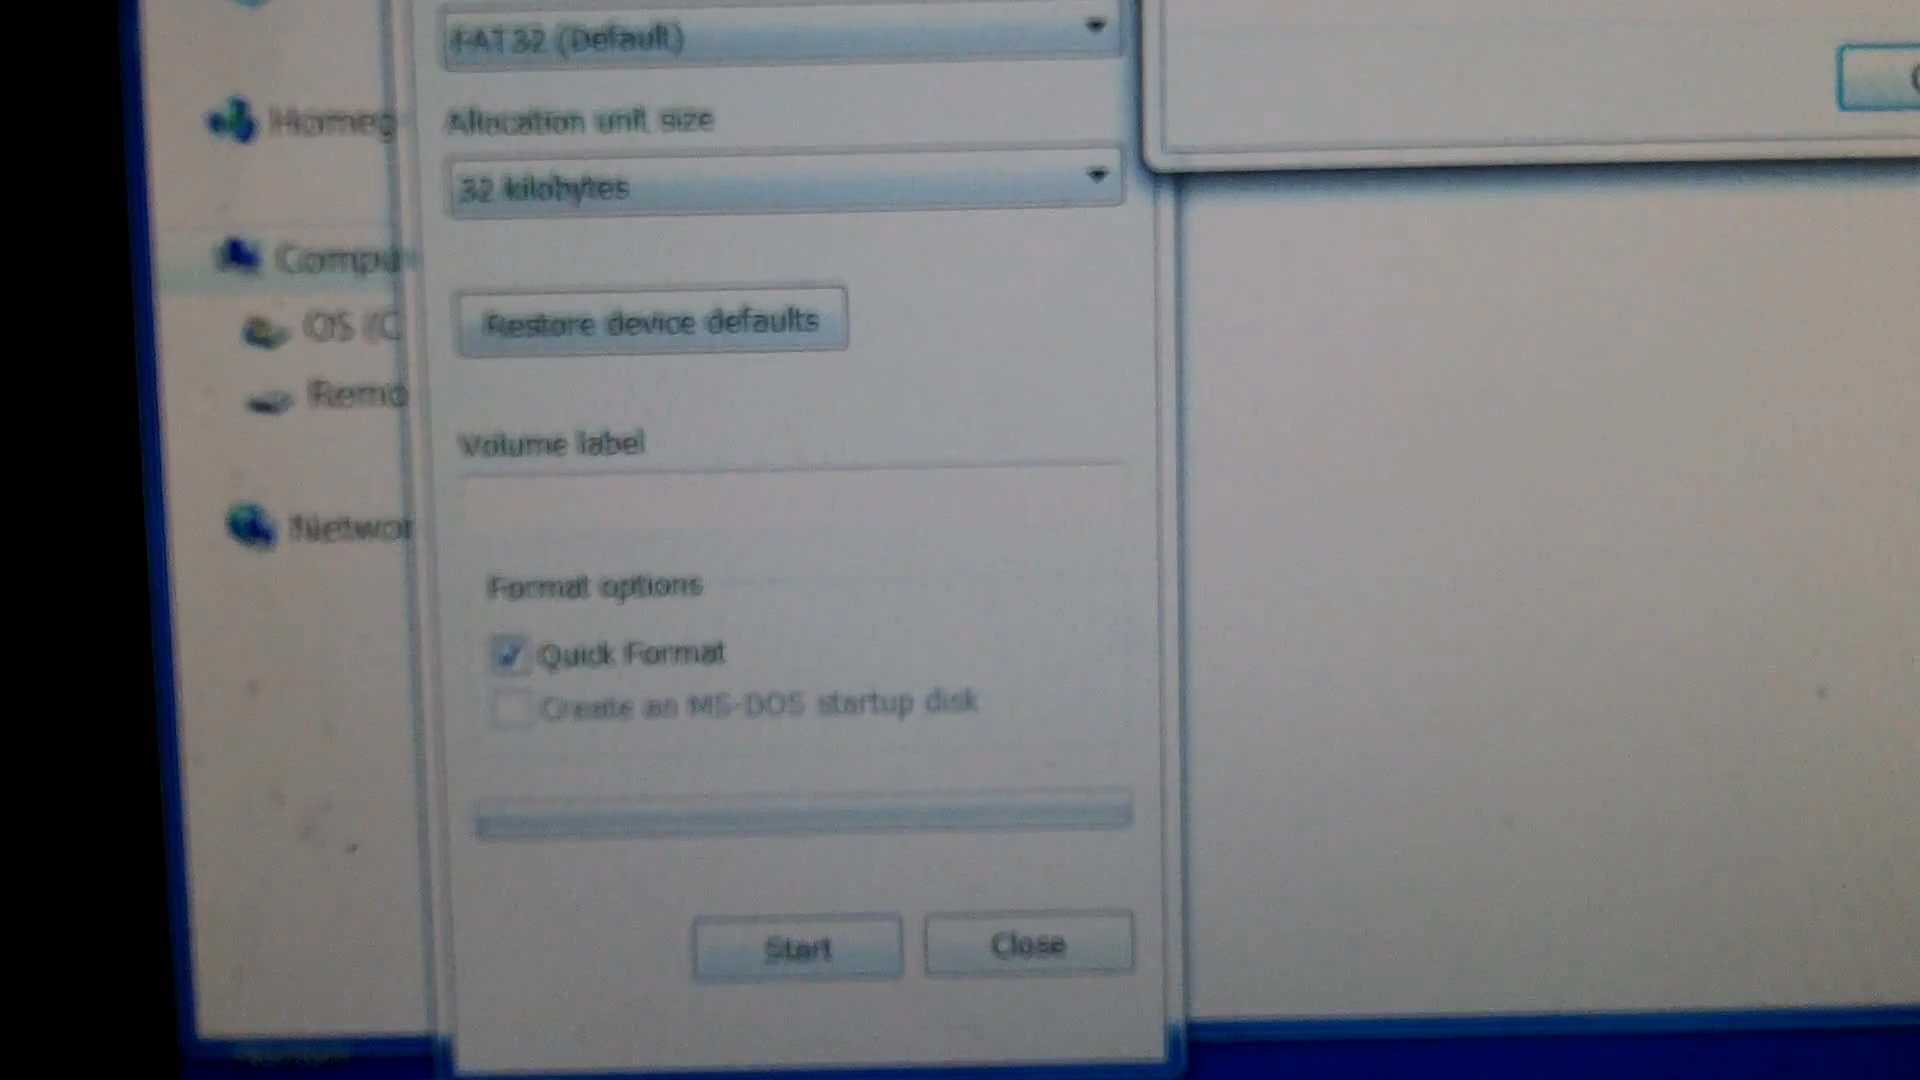 FAT32 (Default)
Homeg
Allocation unit size
32 kilobytes
Compu
Restore device defaults
OS (C
Remo
Volume label
Networ
Format options
Quick Format
Create an MS-DOS startup disk
Start
Close